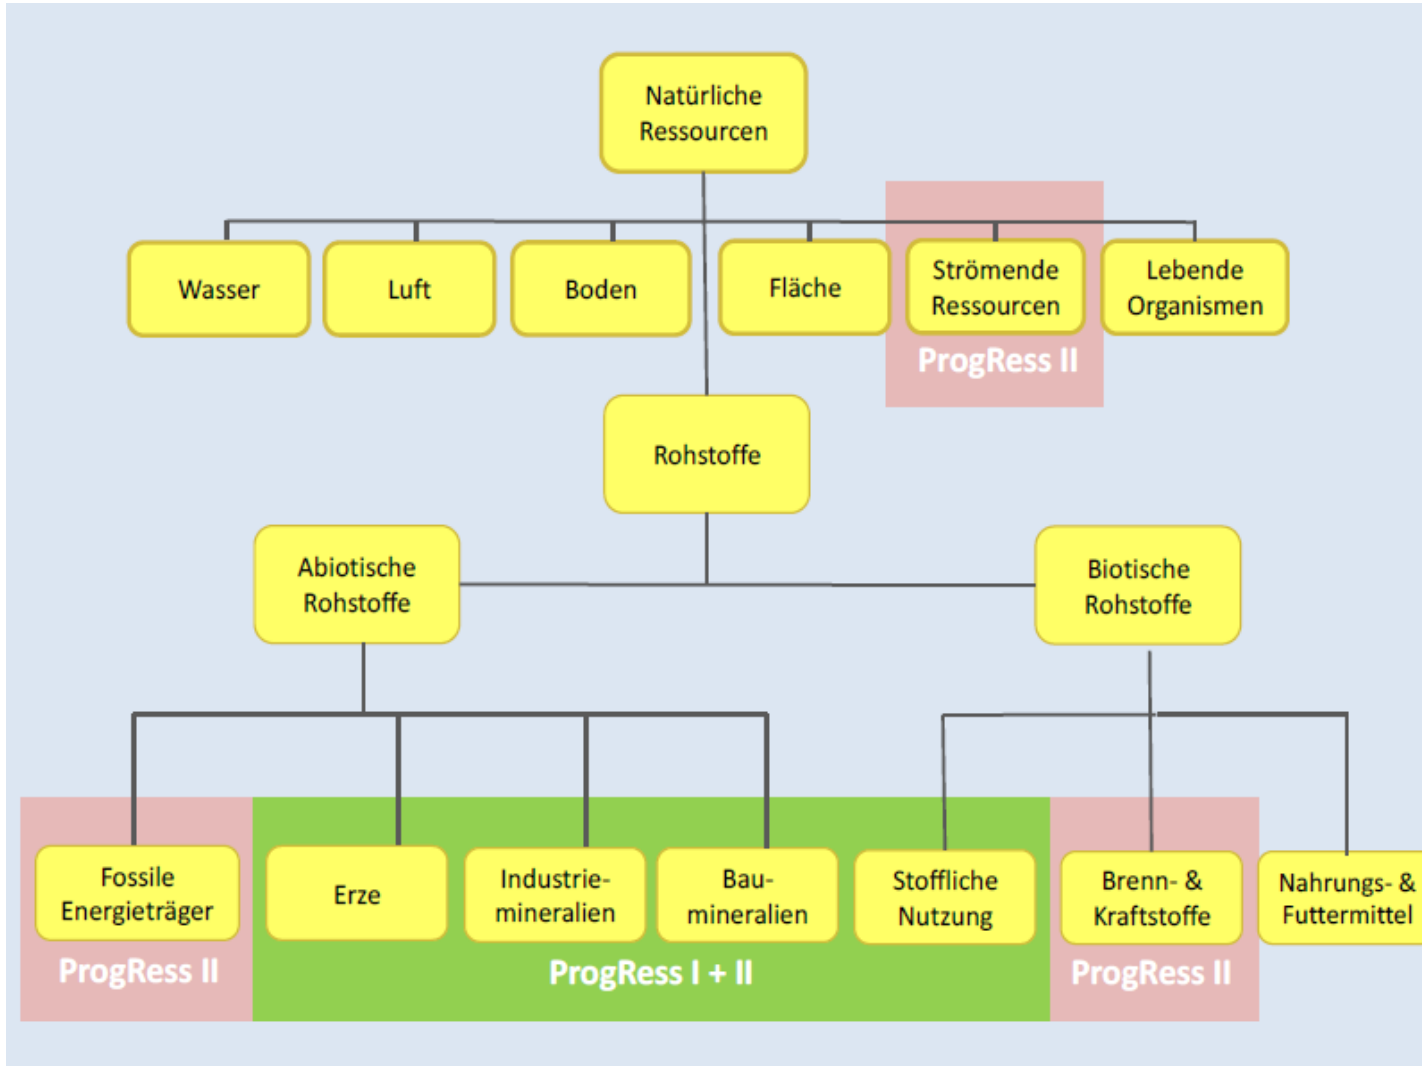 Natürliche
Ressourcen
Wasser
Luft
Boden
Fläche
Strömende
Ressourcen
Lebende
Organismen
ProgRess II
Rohstoffe
Abiotische
Rohstoffe
Biotische
Rohstoffe
Fossile
Energieträger
Erze
Industrie-
mineralien
Bau-
mineralien
Stoffliche
Nutzung
Brenn- &
Kraftstoffe
Nahrungs- &
Futtermittel
ProgRess II
ProgRess I + II
ProgRess II